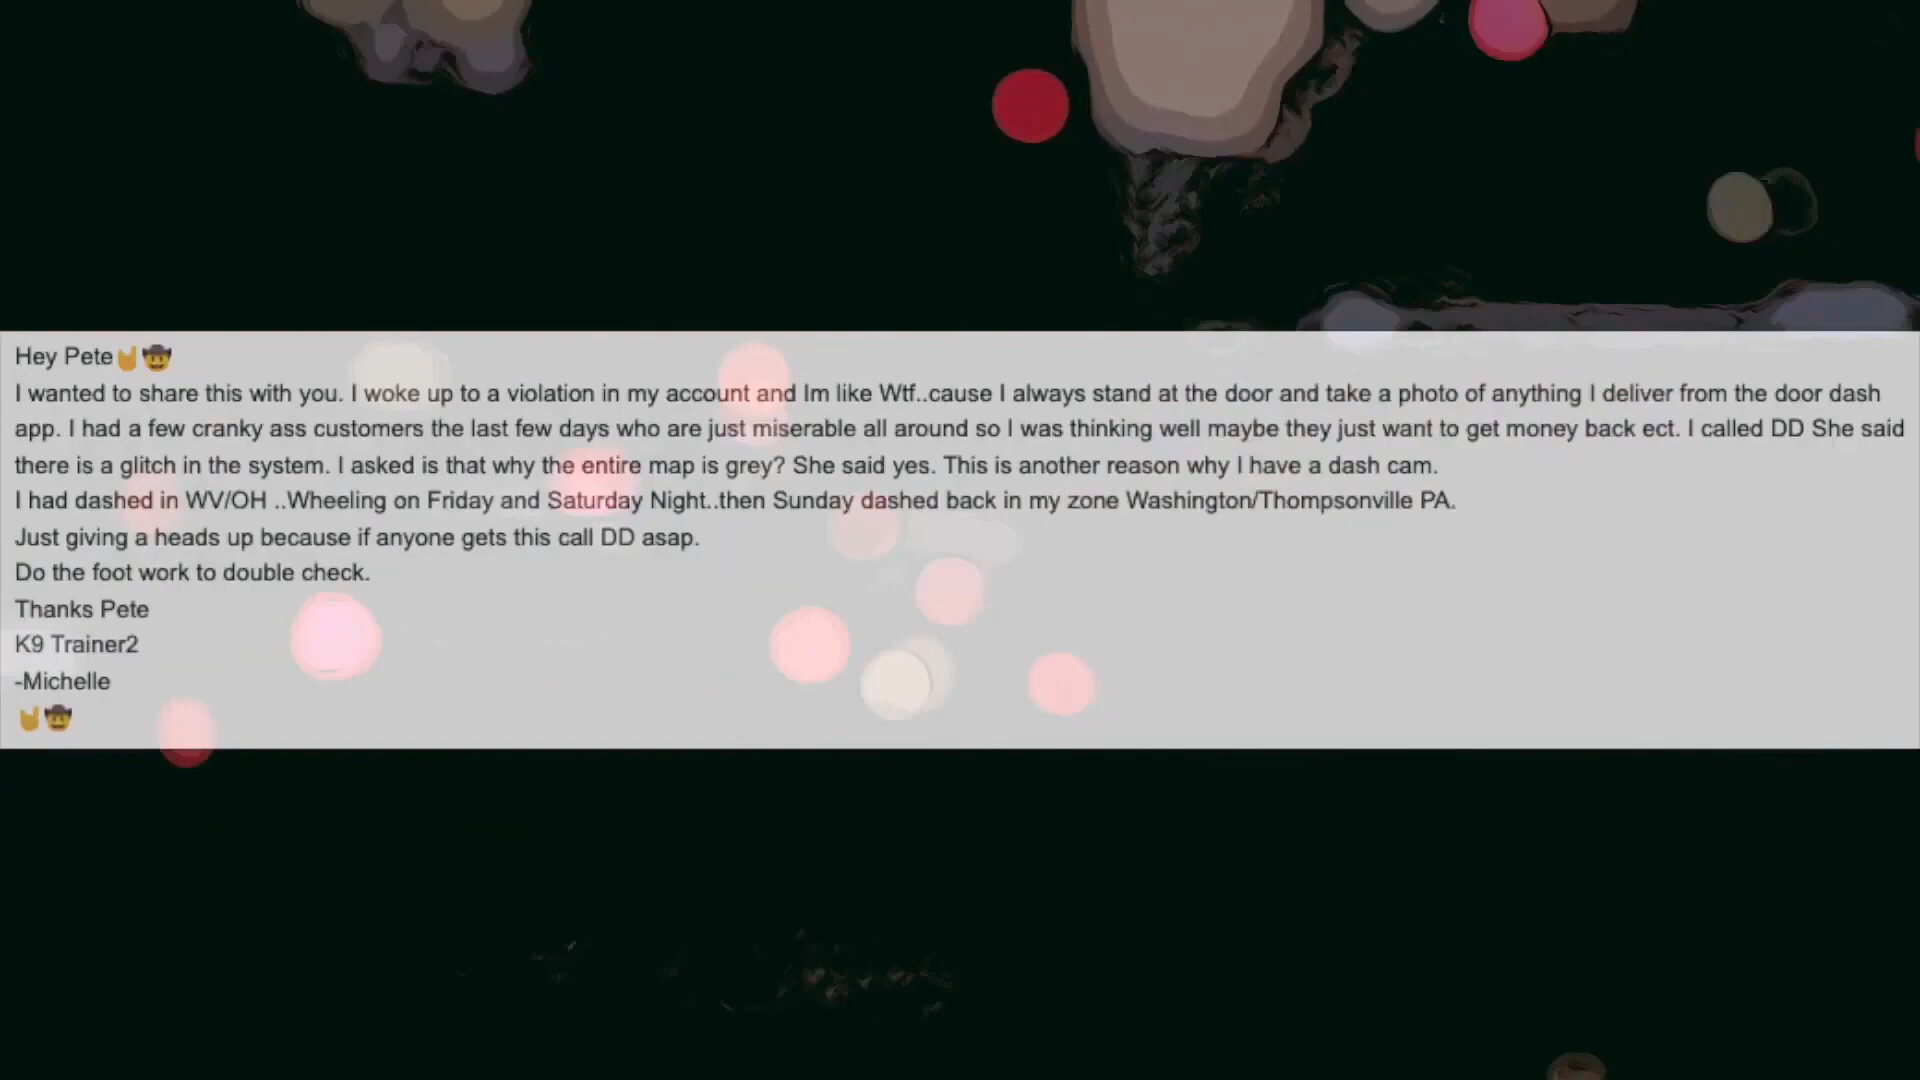 Hey Pete🤘🤠
I wanted to share this with you. I woke up to a violation in my account and Im like Wtf..cause I always stand at the door and take a photo of anything I deliver from the door dash
app. I had a few cranky ass customers the last few days who are just miserable all around so I was thinking well maybe they just want to get money back ect. I called DD She said
there is a glitch in the system. I asked is that why the entire map is grey? She said yes. This is another reason why I have a dash cam.
I had dashed in WV/OH ..Wheeling on Friday and Saturday Night..then Sunday dashed back in my zone Washington/Thompsonville PA.
Just giving a heads up because if anyone gets this call DD asap.
Do the foot work to double check.
Thanks Pete
K9 Trainer2
-Michelle
🤘🤠